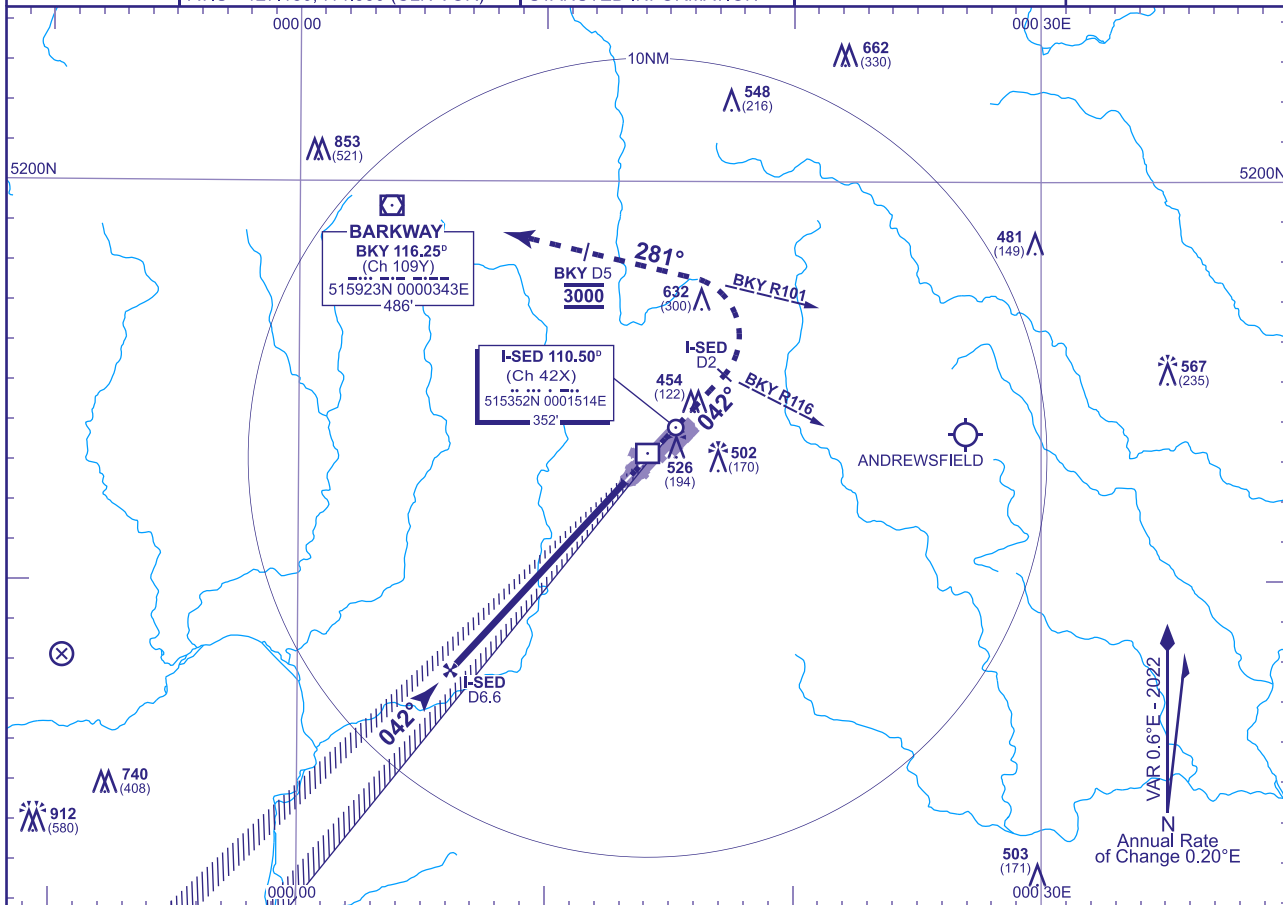 000 00
000 30E
10NM
662
(330)
548
(216)
853
(521)
5200N
5200N
BARKWAY
BKY 116.25D
(Ch 109Y)
515923N 0000343E
486'
281°
BKY D5
3000
632
(300)
BKY R101
481
(149)
I-SED 110.50D
(Ch 42X)
515352N 0001514E
352'
I-SED
D2
454
(122)
042°
BKY R116
567
(235)
502
(170)
526
(194)
ANDREWSFIELD
I-SED
D6.6
042°
740
(408)
912
(580)
VAR 0.6°E - 2022
N
Annual Rate
of Change 0.20°E
503
(171)
000 00
000 30E